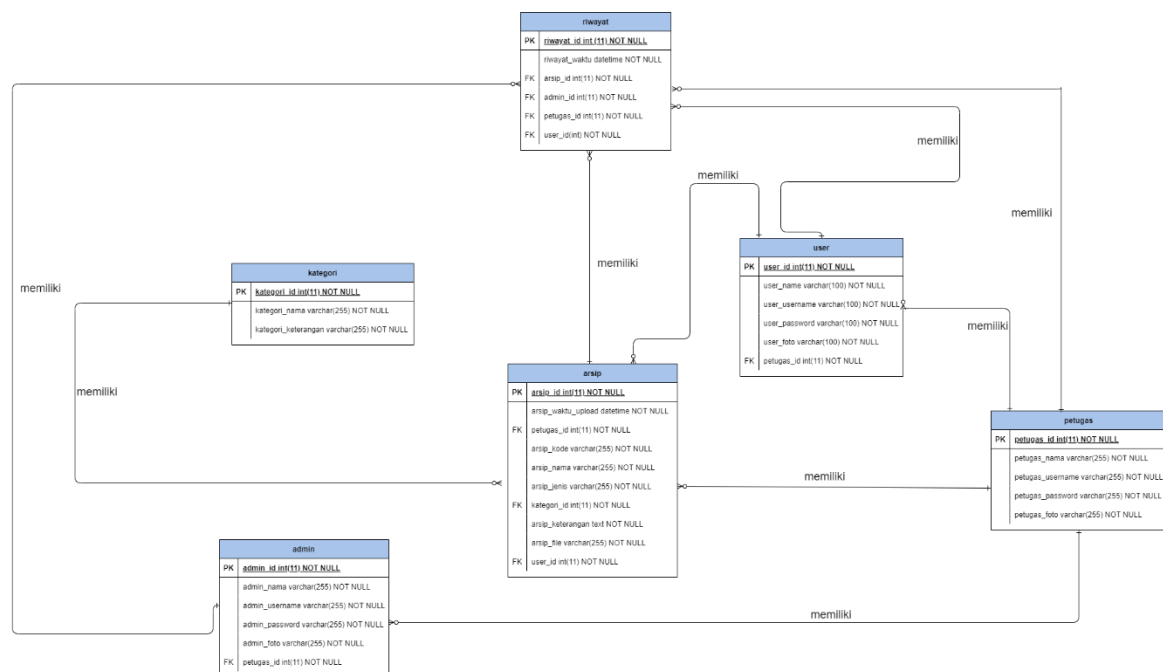 riwayat
PK riwayat_id int (11) NOT NULL
riwayat_waktu datetime NOT NULL
FK arsip_id int(11) NOT NULL
FK admin_id int(11) NOT NULL
FK petugas_id int(11) NOT NULL
FK user_id(int) NOT NULL
memiliki
memiliki
memiliki
memiliki
memiliki
memiliki
user
PK user_id int(11) NOT NULL
user_name varchar(100) NOT NULL
user_username varchar(100) NOT NULL
user_password varchar(100) NOT NULL
user_foto varchar(100) NOT NULL
FK petugas_id int(11) NOT NULL
memiliki
kategori
PK kategori_id int(11) NOT NULL
kategori_nama varchar(255) NOT NULL
kategori_keterangan varchar(255) NOT NULL
arsip
PK arsip_id int(11) NOT NULL
arsip_waktu_upload datetime NOT NULL
FK petugas_id int(11) NOT NULL
arsip_kode varchar(255) NOT NULL
arsip_nama varchar(255) NOT NULL
arsip_jenis varchar(255) NOT NULL
FK kategori_id int(11) NOT NULL
arsip_keterangan text NOT NULL
arsip_file varchar(255) NOT NULL
FK user_id int(11) NOT NULL
petugas
PK petugas_id int(11) NOT NULL
petugas_nama varchar(255) NOT NULL
petugas_username varchar(255) NOT NULL
petugas_password varchar(255) NOT NULL
petugas_foto varchar(255) NOT NULL
memiliki
admin
PK admin_id int(11) NOT NULL
admin_nama varchar(255) NOT NULL
admin_username varchar(255) NOT NULL
admin_password varchar(255) NOT NULL
admin_foto varchar(255) NOT NULL
FK petugas_id int(11) NOT NULL
memiliki